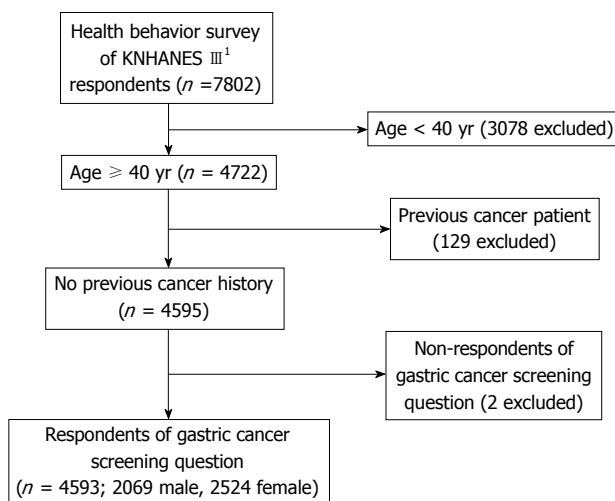 Health behavior survey
of KNHANES Ⅲ¹
respondents (n =7802)
Age < 40 yr (3078 excluded)
Age ≥ 40 yr (n = 4722)
Previous cancer patient
(129 excluded)
No previous cancer history
(n = 4595)
Non-respondents of
gastric cancer screening
question (2 excluded)
Respondents of gastric cancer
screening question
(n = 4593; 2069 male, 2524 female)